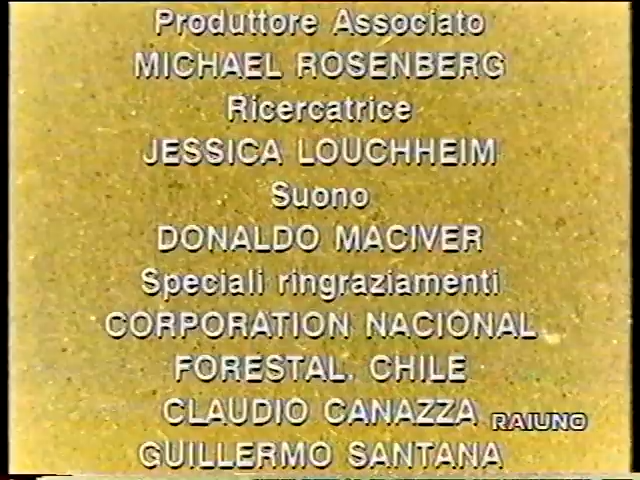 Produttore Associato
MICHAEL ROSENBERG
Ricercatrice
JESSICA LOUCHHEIM
Suono
DONALDO MACIVER
Speciali ringraziamenti
CORPORATION NACIONAL
FORESTAL. CHILE
CLAUDIO CANAZZA
RAIUNO
GUILLERMO SANTANA